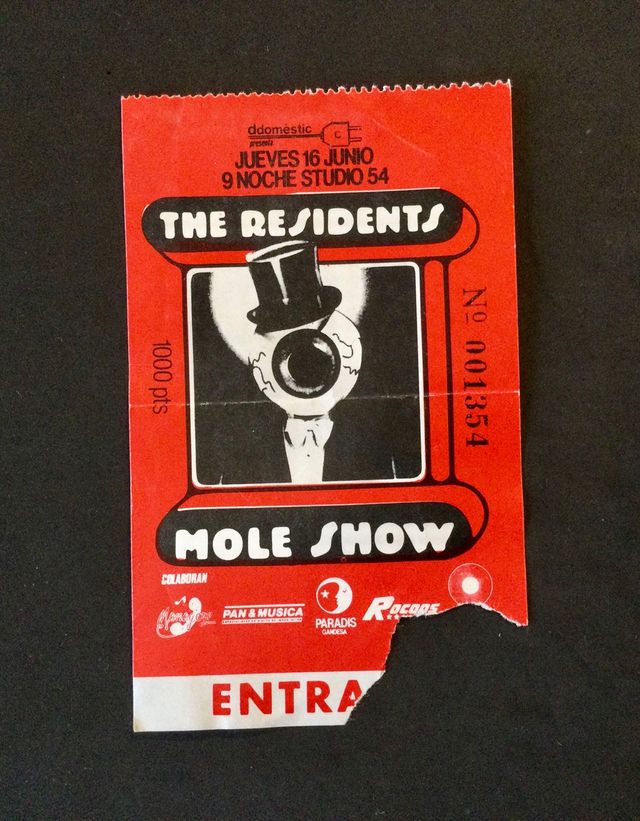 ddomèstic
presenta
JUEVES 16 JUNIO
9 NOCHE STUDIO 54
THE RESIDENTS
1000 pts
Nº 001354
MOLE SHOW
COLABORAN
PAN & MUSICA
PARADIS
GANDESA
ENTRA